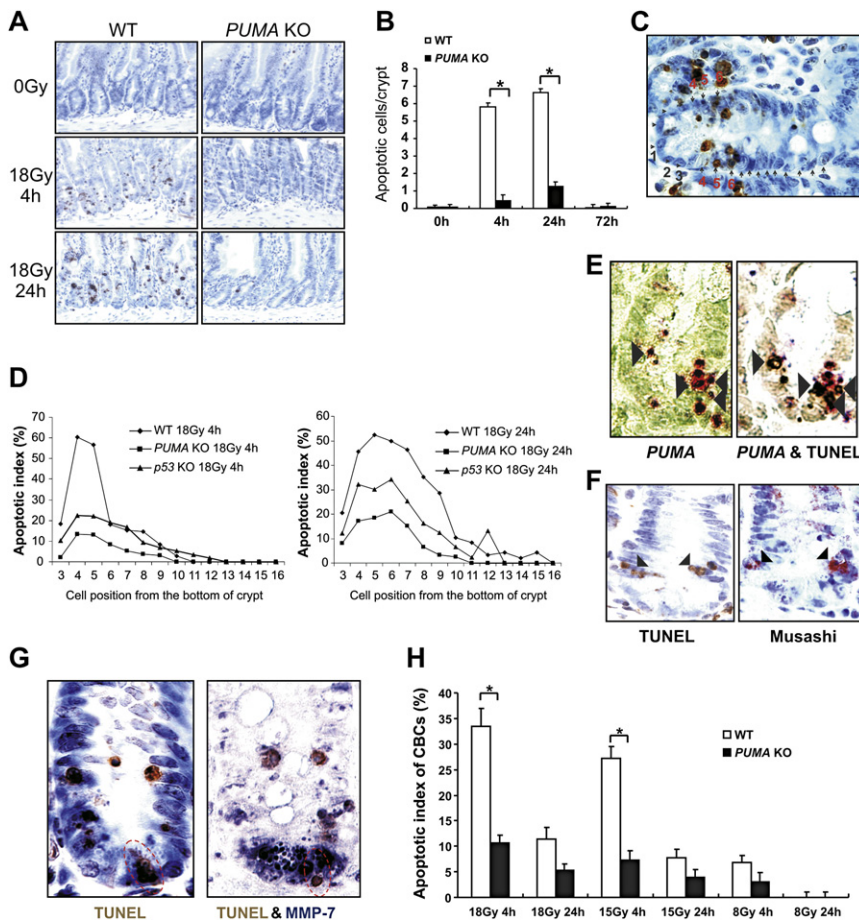 A
WT
PUMA KO
0Gy
18Gy
4h
18Gy
24h
B
WT
PUMA KO
Apoptotic cells/crypt
8
7
6
5
4
3
2
1
0
*
*
0h 4h 24h 72h
C
4 5 6
1
2 3
4 5 6
D
Apoptotic index (%)
70
60
50
40
30
20
10
0
WT 18Gy 4h
PUMA KO 18Gy 4h
p53 KO 18Gy 4h
3 4 5 6 7 8 9 10 11 12 13 14 15 16
Cell position from the bottom of crypt
Apoptotic index (%)
60
50
40
30
20
10
0
WT 18Gy 24h
PUMA KO 18Gy 24h
p53 KO 18Gy 24h
3 4 5 6 7 8 9 10 11 12 13 14 15 16
Cell position from the bottom of crypt
E
PUMA
PUMA & TUNEL
F
TUNEL
Musashi
G
TUNEL
TUNEL & MMP-7
H
Apoptotic index of CBCs (%)
40
35
30
25
20
15
10
5
0
*
*
WT
PUMA KO
18Gy 4h
18Gy 24h
15Gy 4h
15Gy 24h
8Gy 4h
8Gy 24h